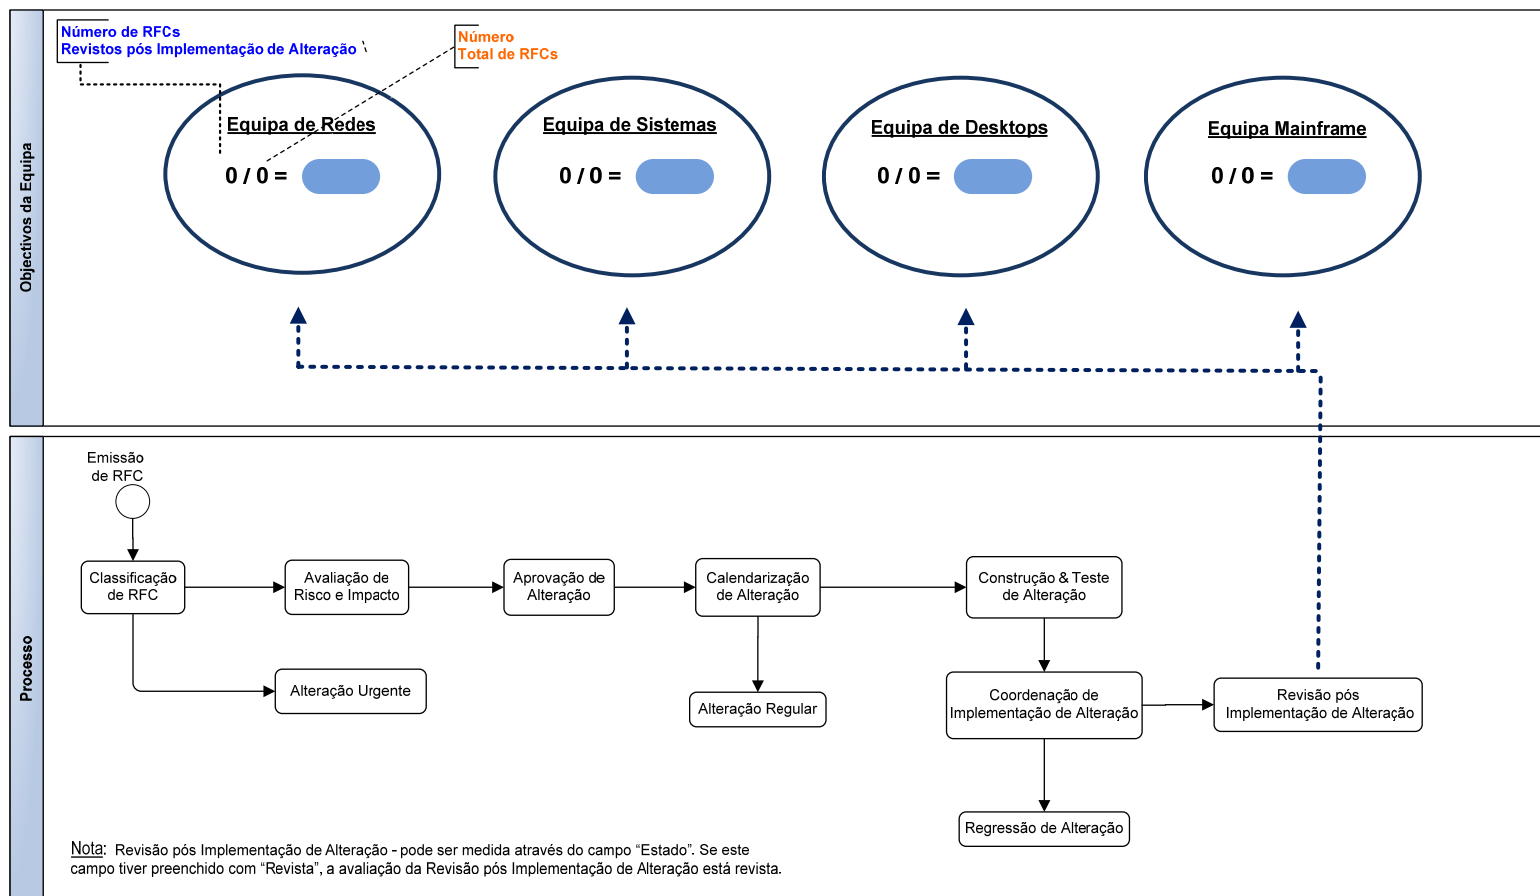 Objectivos da Equipa
Número de RFCs
Revistos pós Implementação de Alteração
Número
Total de RFCs
Equipa de Redes
0 / 0 =
Equipa de Sistemas
0 / 0 =
Equipa de Desktops
0 / 0 =
Equipa Mainframe
0 / 0 =
Processo
Emissão
de RFC
Classificação
de RFC
Avaliação de
Risco e Impacto
Aprovação de
Alteração
Calendarização
de Alteração
Construção & Teste
de Alteração
Alteração Urgente
Alteração Regular
Coordenação de
Implementação de Alteração
Revisão pós
Implementação de Alteração
Regressão de Alteração
Nota: Revisão pós Implementação de Alteração - pode ser medida através do campo “Estado”. Se este
campo tiver preenchido com “Revista”, a avaliação da Revisão pós Implementação de Alteração está revista.